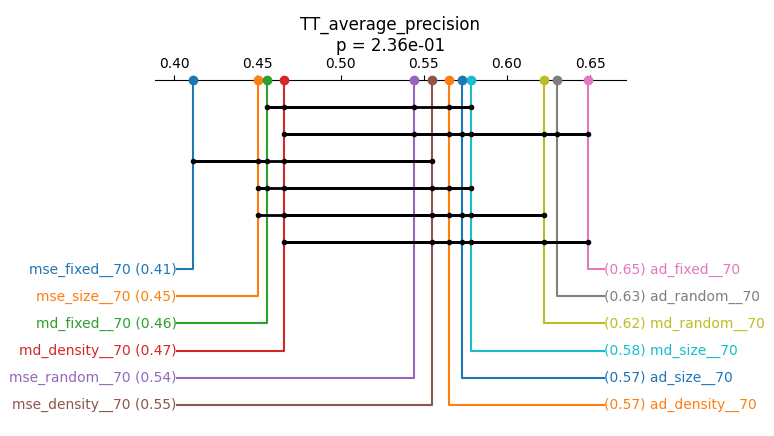 TT_average_precision
p = 2.36e-01
0.40 0.45 0.50 0.55 0.60 0.65
mse_fixed__70 (0.41) (0.65) ad_fixed__70
mse_size__70 (0.45) (0.63) ad_random__70
md_fixed__70 (0.46) (0.62) md_random__70
md_density__70 (0.47) (0.58) md_size__70
mse_random__70 (0.54) (0.57) ad_size__70
mse_density__70 (0.55) (0.57) ad_density__70